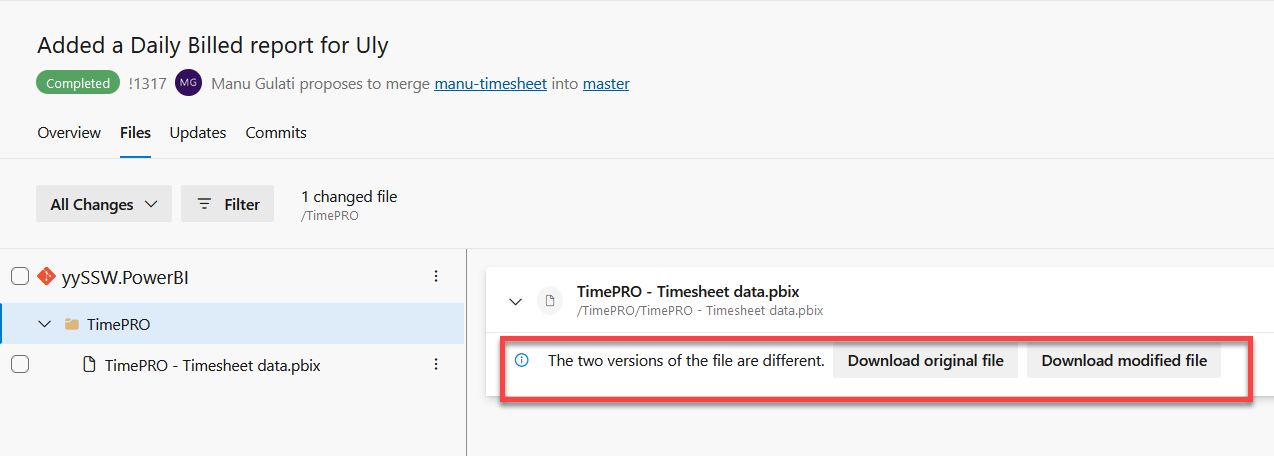 Added a Daily Billed report for Uly
Completed !1317 MG Manu Gulati proposes to merge manu-timesheet into master
Overview Files Updates Commits
All Changes Filter 1 changed file
/TimePRO
yySSW.PowerBI
TimePRO
TimePRO - Timesheet data.pbix
TimePRO - Timesheet data.pbix
/TimePRO/TimePRO - Timesheet data.pbix
The two versions of the file are different. Download original file Download modified file